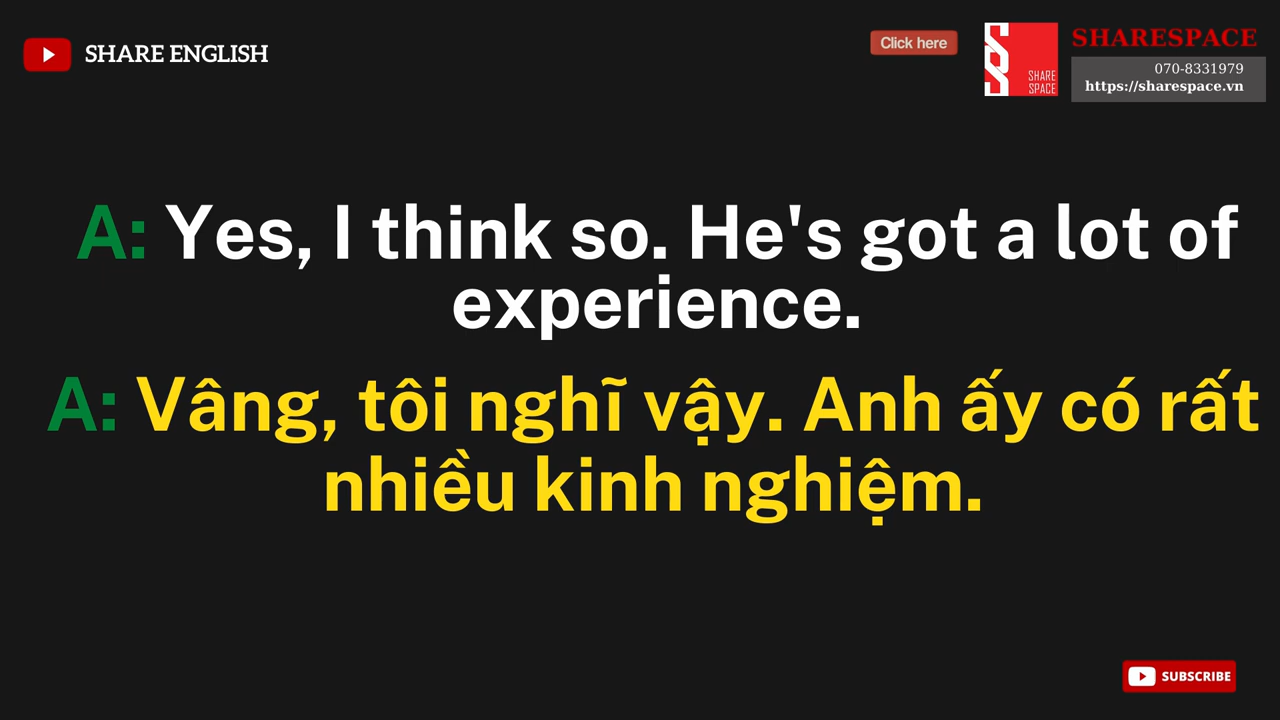 SHARE ENGLISH
Click here
SHARE
SPACE
SHARESPACE
070-8331979
https://sharespace.vn
A: Yes, I think so. He's got a lot of
experience.
A: Vâng, tôi nghĩ vậy. Anh ấy có rất
nhiều kinh nghiệm.
SUBSCRIBE